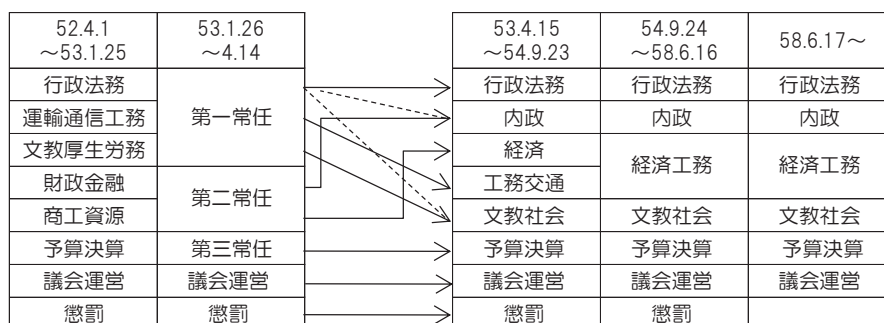 52.4.1 ～53.1.25 53.1.26 ～4.14 53.4.15 ～54.9.23 54.9.24 ～58.6.16 58.6.17～
行政法務 第一常任 行政法務 行政法務 行政法務
運輸通信工務 内政 内政 内政
文教厚生労務 経済 経済工務 経済工務
財政金融 第二常任 工務交通
商工資源 文教社会 文教社会 文教社会
予算決算 第三常任 予算決算 予算決算 予算決算
議会運営 議会運営 議会運営 議会運営 議会運営
懲罰 懲罰 懲罰 懲罰